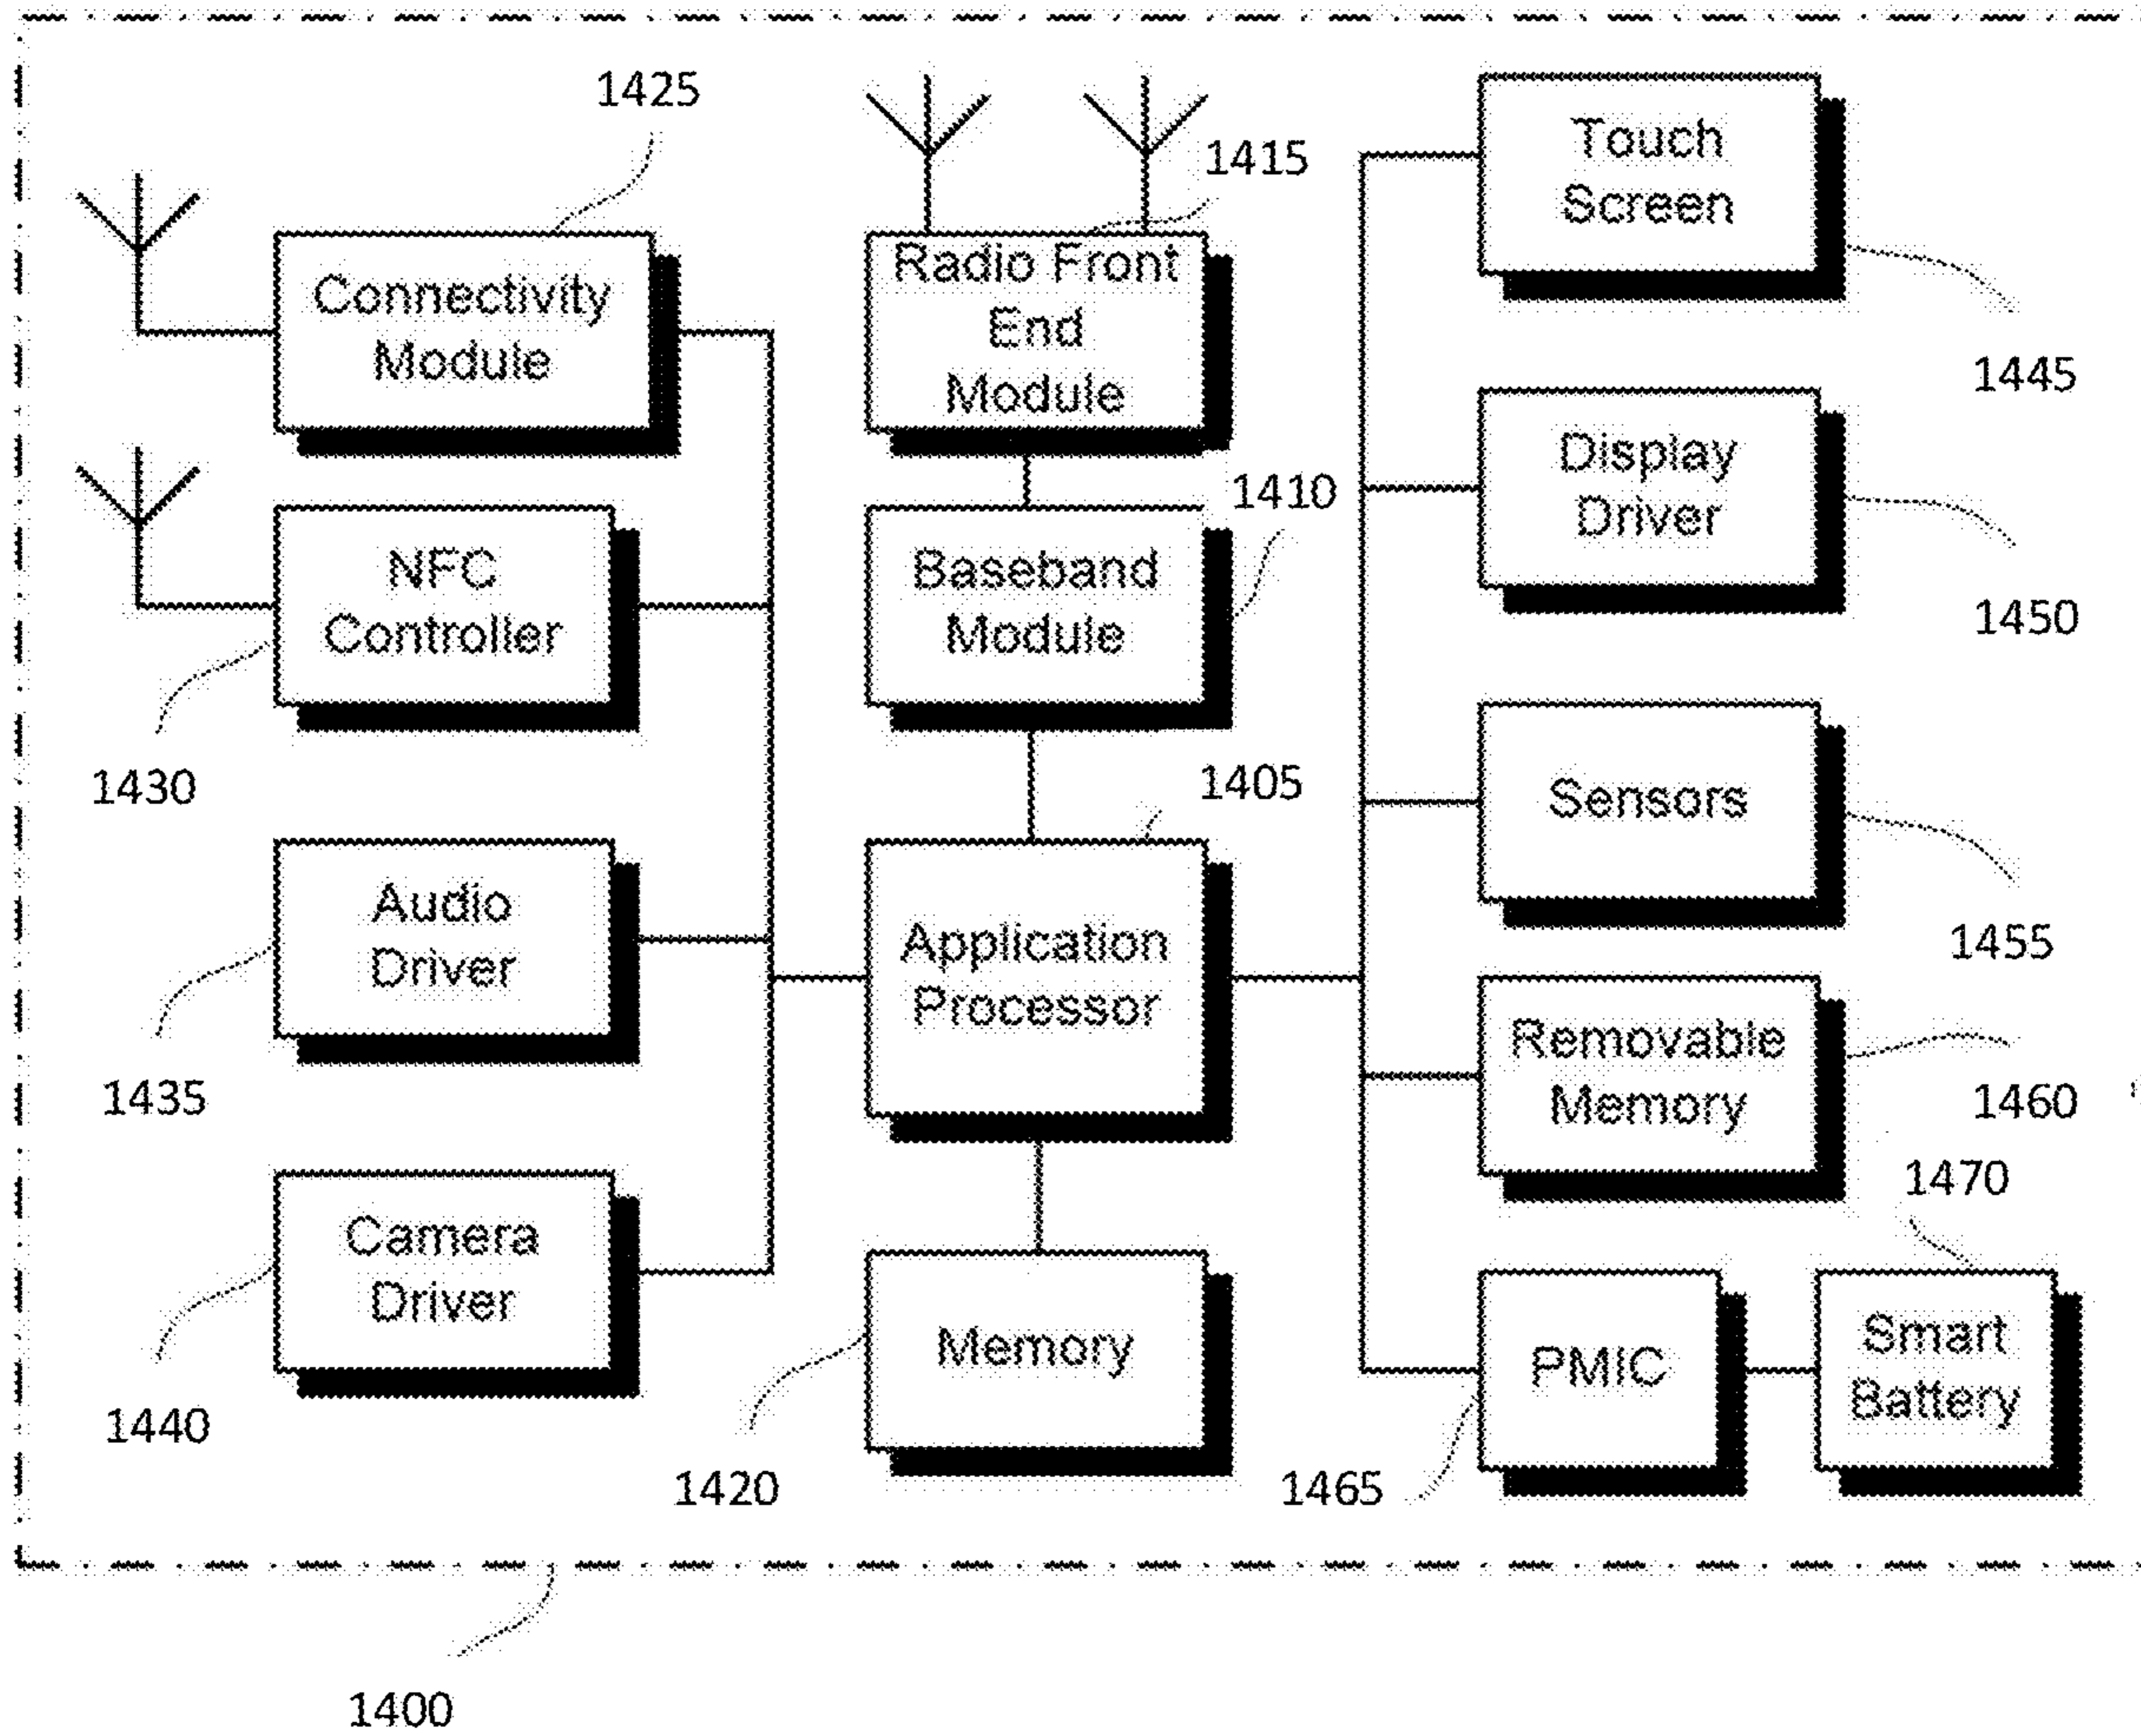 1425
1415
Touch
Screen
Connectivity
Module
Radio Front
End
Module
1445
Display
Driver
1410
NFC
Controller
Baseband
Module
1450
1430
1405
Sensors
Audio
Driver
Application
Processor
1455
Removable
Memory
1435
1460
1470
Camera
Driver
Memory
PMIC
Smart
Battery
1440
1420
1465
1400